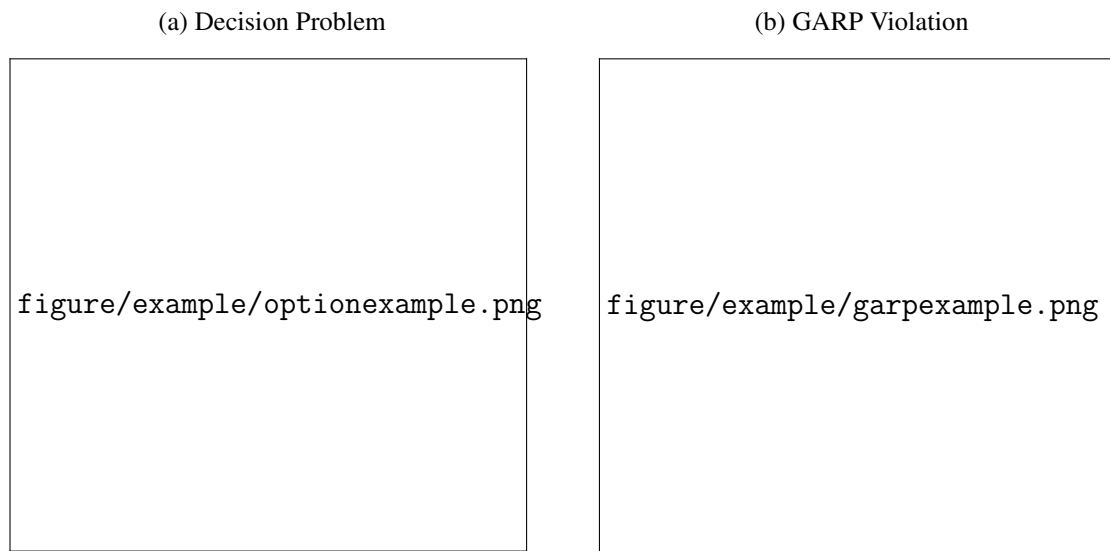 (a) Decision Problem
(b) GARP Violation
figure/example/optionexample.png
figure/example/garpexample.png